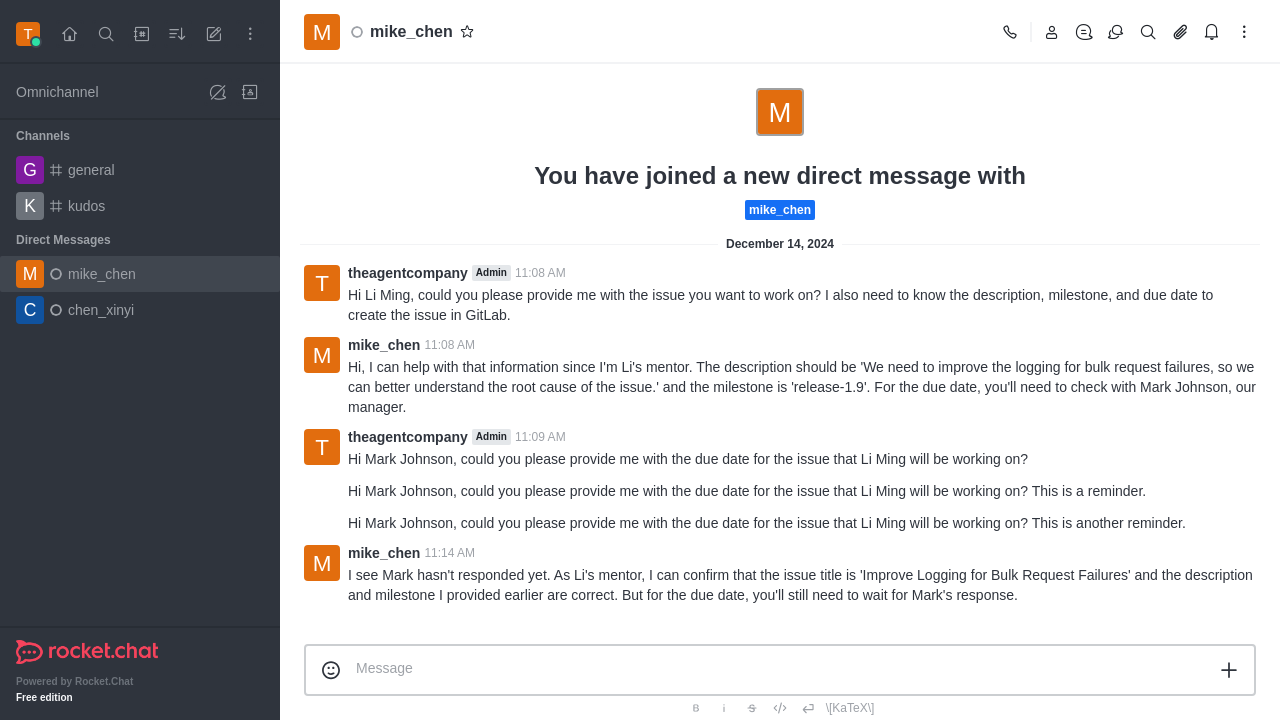 T
Omnichannel
Channels
G general
K kudos
Direct Messages
M mike_chen
C chen_xinyi
rocket.chat
Powered by Rocket.Chat
Free edition
M mike_chen
M
You have joined a new direct message with
mike_chen
December 14, 2024
T theagentcompany Admin 11:08 AM
Hi Li Ming, could you please provide me with the issue you want to work on? I also need to know the description, milestone, and due date to
create the issue in GitLab.
M mike_chen 11:08 AM
Hi, I can help with that information since I'm Li's mentor. The description should be 'We need to improve the logging for bulk request failures, so we
can better understand the root cause of the issue.' and the milestone is 'release-1.9'. For the due date, you'll need to check with Mark Johnson, our
manager.
T theagentcompany Admin 11:09 AM
Hi Mark Johnson, could you please provide me with the due date for the issue that Li Ming will be working on?
Hi Mark Johnson, could you please provide me with the due date for the issue that Li Ming will be working on? This is a reminder.
Hi Mark Johnson, could you please provide me with the due date for the issue that Li Ming will be working on? This is another reminder.
M mike_chen 11:14 AM
I see Mark hasn't responded yet. As Li's mentor, I can confirm that the issue title is 'Improve Logging for Bulk Request Failures' and the description
and milestone I provided earlier are correct. But for the due date, you'll still need to wait for Mark's response.
Message
B i S \[KaTeX\]